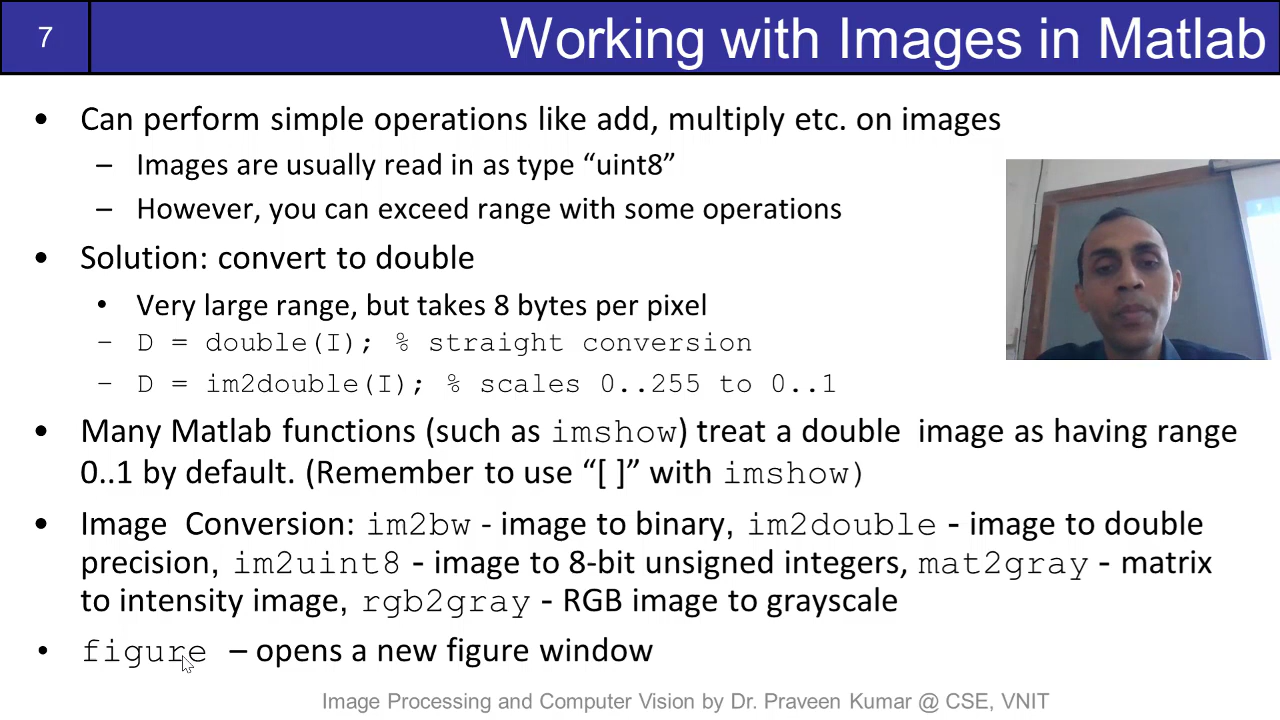 7
Working with Images in Matlab
• Can perform simple operations like add, multiply etc. on images
– Images are usually read in as type “uint8”
– However, you can exceed range with some operations
• Solution: convert to double
• Very large range, but takes 8 bytes per pixel
– D = double(I); % straight conversion
– D = im2double(I); % scales 0..255 to 0..1
• Many Matlab functions (such as imshow) treat a double image as having range
0..1 by default. (Remember to use “[ ]” with imshow)
• Image Conversion: im2bw - image to binary, im2double - image to double
precision, im2uint8 - image to 8-bit unsigned integers, mat2gray - matrix
to intensity image, rgb2gray - RGB image to grayscale
• figure – opens a new figure window
Image Processing and Computer Vision by Dr. Praveen Kumar @ CSE, VNIT